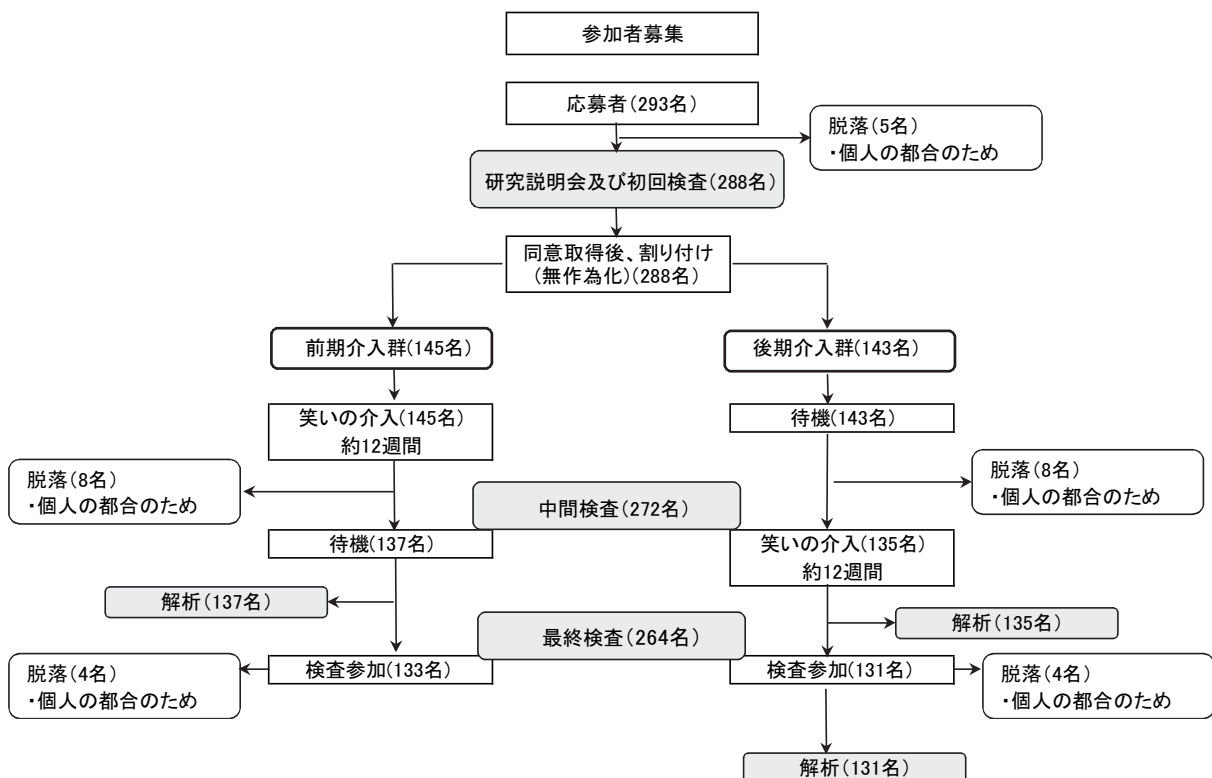 参加者募集
応募者(293名)
脱落(5名)
・個人の都合のため
研究説明会及び初回検査(288名)
同意取得後、割り付け
(無作為化)(288名)
前期介入群(145名)
後期介入群(143名)
笑いの介入(145名)
約12週間
待機(143名)
脱落(8名)
・個人の都合のため
脱落(8名)
・個人の都合のため
中間検査(272名)
待機(137名)
笑いの介入(135名)
約12週間
解析(137名)
解析(135名)
最終検査(264名)
脱落(4名)
・個人の都合のため
検査参加(133名)
検査参加(131名)
脱落(4名)
・個人の都合のため
解析(131名)